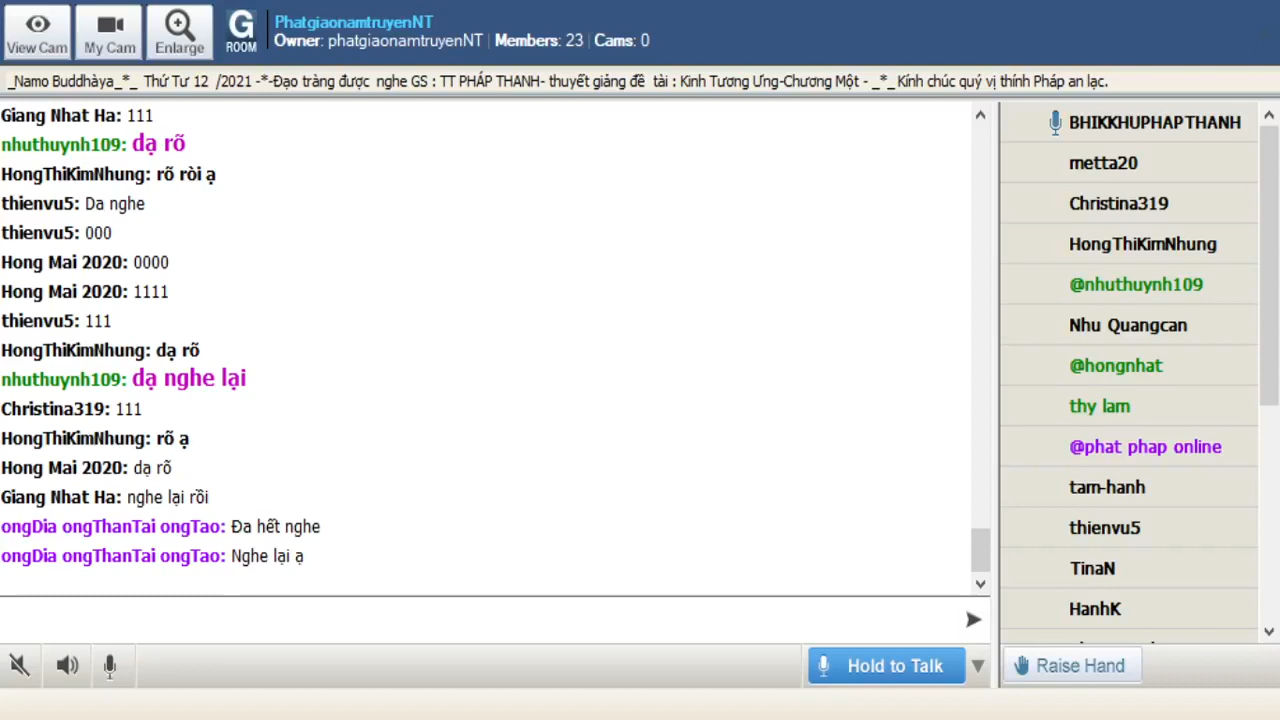 View Cam
My Cam
Enlarge
G
ROOM
PhatgiaonamtruyenNT
Owner: phatgiaonamtruyenNT | Members: 23 | Cams: 0
_Namo Buddhàya_*_ Thứ Tư 12 /2021 -*-Đạo tràng được nghe GS : TT PHÁP THANH- thuyết giảng đề tài : Kinh Tương Ưng-Chương Một - _*_ Kính chúc quý vị thính Pháp an lạc.
Giang Nhat Ha: 111
nhuthuynh109: dạ rõ
HongThiKimNhung: rõ ròi ạ
thienvu5: Da nghe
thienvu5: 000
Hong Mai 2020: 0000
Hong Mai 2020: 1111
thienvu5: 111
HongThiKimNhung: dạ rõ
nhuthuynh109: dạ nghe lại
Christina319: 111
HongThiKimNhung: rõ ạ
Hong Mai 2020: dạ rõ
Giang Nhat Ha: nghe lại rồi
ongDia ongThanTai ongTao: Đa hết nghe
ongDia ongThanTai ongTao: Nghe lại ạ
BHIKKHUPHAPTHANH
metta20
Christina319
HongThiKimNhung
@nhuthuynh109
Nhu Quangcan
@hongnhat
thy lam
@phat phap online
tam-hanh
thienvu5
TinaN
HanhK
Hold to Talk
Raise Hand